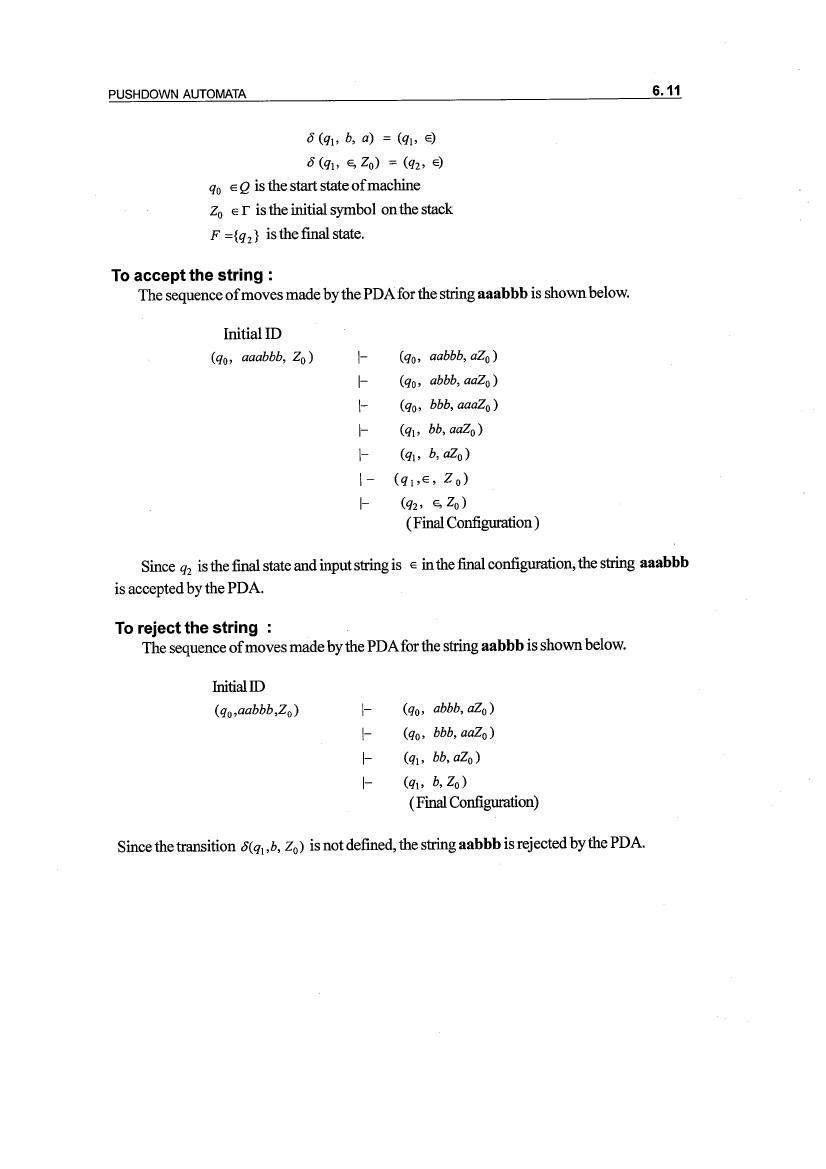 PUSHDOWN AUTOMATA 6.11
δ (q₁, b, a) = (q₁, ∈)
δ (q₁, ∈, Z₀) = (q₂, ∈)
q₀ ∈ Q is the start state of machine
Z₀ ∈ Γ is the initial symbol on the stack
F = {q₂} is the final state.
To accept the string :
The sequence of moves made by the PDA for the string aaabbb is shown below.
Initial ID
(q₀, aaabbb, Z₀) |– (q₀, aabbb, aZ₀)
|– (q₀, abbb, aaZ₀)
|– (q₀, bbb, aaaZ₀)
|– (q₁, bb, aaZ₀)
|– (q₁, b, aZ₀)
|– (q₁,∈, Z₀)
|– (q₂, ∈, Z₀)
(Final Configuration)
Since q₂ is the final state and input string is ∈ in the final configuration, the string aaabbb
is accepted by the PDA.
To reject the string :
The sequence of moves made by the PDA for the string aabbb is shown below.
Initial ID
(q₀,aabbb,Z₀) |– (q₀, abbb, aZ₀)
|– (q₀, bbb, aaZ₀)
|– (q₁, bb, aZ₀)
|– (q₁, b, Z₀)
(Final Configuration)
Since the transition δ(q₁,b, Z₀) is not defined, the string aabbb is rejected by the PDA.